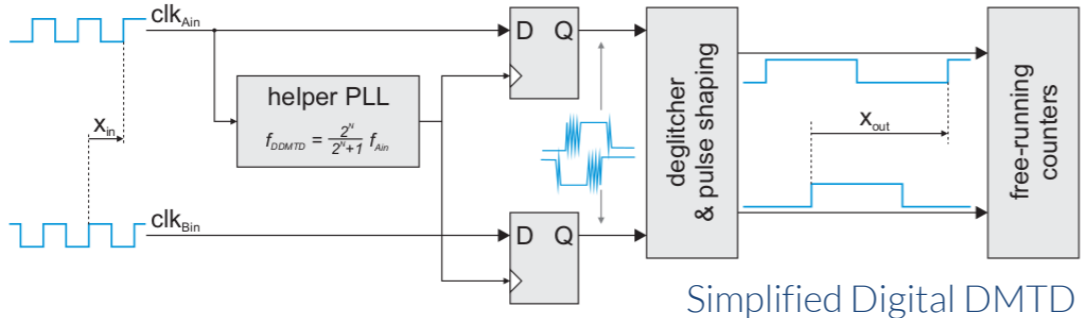 clkAin
D Q
helper PLL
fDDMTD = 2^N / 2^N+1 fAin
xin
deglitcher
& pulse shaping
xout
free-running
counters
clkBin
D Q
Simplified Digital DMTD